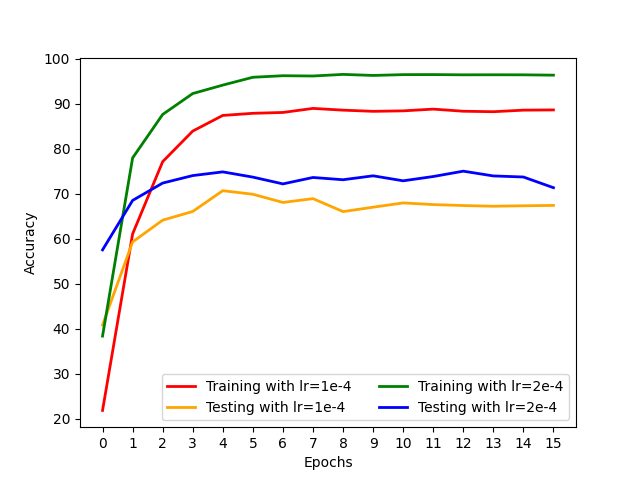 100
90
80
70
60
50
40
30
20
Accuracy
Training with lr=1e-4
Testing with lr=1e-4
Training with lr=2e-4
Testing with lr=2e-4
0 1 2 3 4 5 6 7 8 9 10 11 12 13 14 15
Epochs